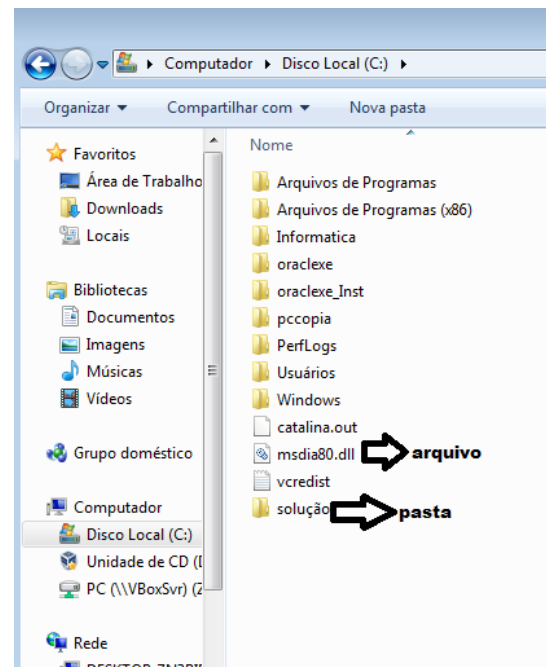 Computador ▸ Disco Local (C:) ▸
Organizar ▾ Compartilhar com ▾ Nova pasta
Favoritos
Área de Trabalho
Downloads
Locais
Bibliotecas
Documentos
Imagens
Músicas
Vídeos
Grupo doméstico
Computador
Disco Local (C:)
Unidade de CD (
PC (\\VBoxSvr) (
Rede
Nome
Arquivos de Programas
Arquivos de Programas (x86)
Informatica
oraclexe
oraclexe_Inst
pccopia
PerfLogs
Usuários
Windows
catalina.out
msdia80.dll arquivo
vcredist
solução pasta